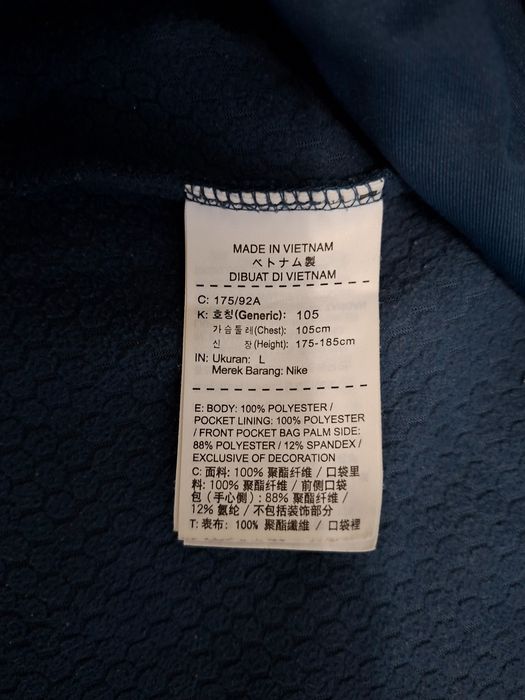 MADE IN VIETNAM
ベトナム製
DIBUAT DI VIETNAM
C: 175/92A
K: 호칭(Generic): 105
가슴둘레(Chest): 105cm
신 장(Height): 175-185cm
IN: Ukuran: L
Merek Barang: Nike
E: BODY: 100% POLYESTER /
POCKET LINING: 100% POLYESTER
/ FRONT POCKET BAG PALM SIDE:
88% POLYESTER / 12% SPANDEX /
EXCLUSIVE OF DECORATION
C: 面料: 100% 聚酯纤维 / 口袋里
料: 100% 聚酯纤维 / 前侧口袋
包（手心侧）: 88% 聚酯纤维 /
12% 氨纶 / 不包括装饰部分
T: 表布: 100% 聚酯纖維 / 口袋裡